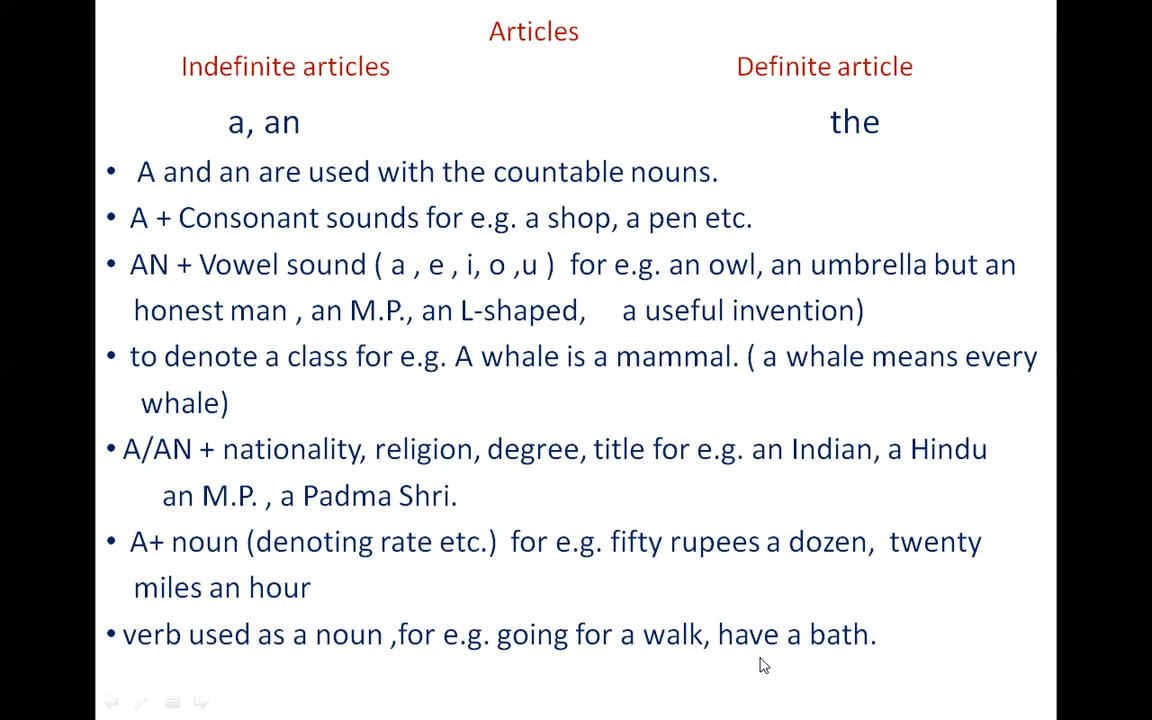 Articles
Indefinite articles Definite article
a, an the
• A and an are used with the countable nouns.
• A + Consonant sounds for e.g. a shop, a pen etc.
• AN + Vowel sound ( a , e , i, o ,u ) for e.g. an owl, an umbrella but an
honest man , an M.P., an L-shaped, a useful invention)
• to denote a class for e.g. A whale is a mammal. ( a whale means every
whale)
• A/AN + nationality, religion, degree, title for e.g. an Indian, a Hindu
an M.P. , a Padma Shri.
• A+ noun (denoting rate etc.) for e.g. fifty rupees a dozen, twenty
miles an hour
• verb used as a noun ,for e.g. going for a walk, have a bath.